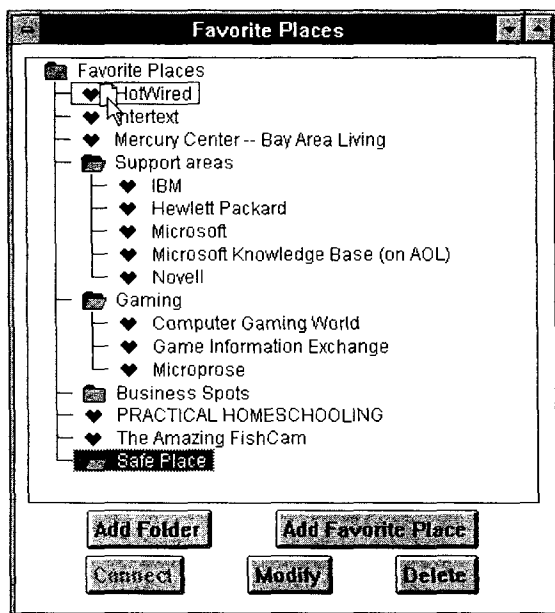 Favorite Places
Favorite Places
HotWired
Intertext
Mercury Center -- Bay Area Living
Support areas
IBM
Hewlett Packard
Microsoft
Microsoft Knowledge Base (on AOL)
Novell
Gaming
Computer Gaming World
Game Information Exchange
Microprose
Business Spots
PRACTICAL HOMESCHOOLING
The Amazing FishCam
Safe Place
Add Folder Add Favorite Place
Connect Modify Delete